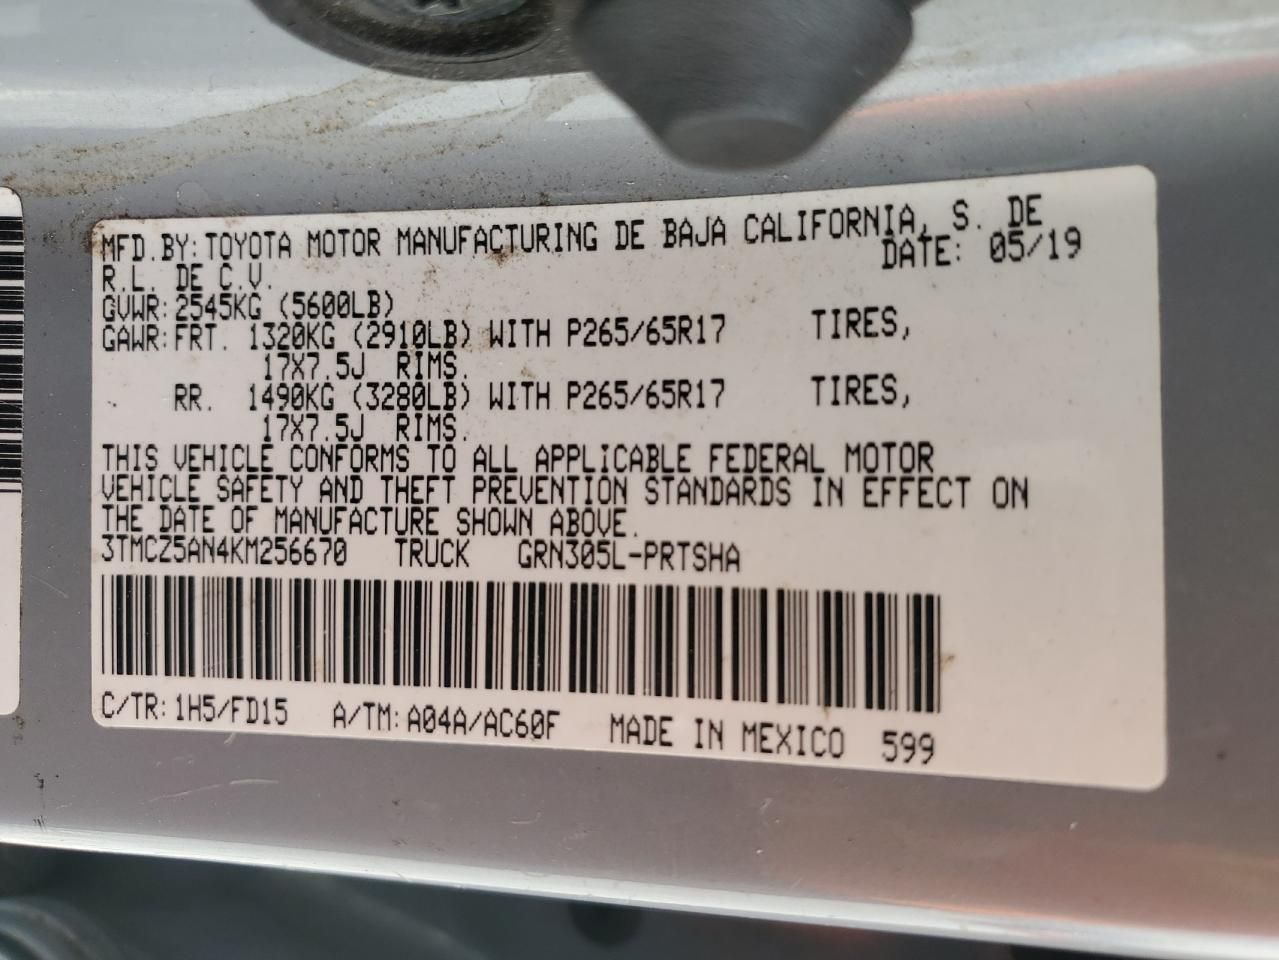 MFD.BY: TOYOTA MOTOR MANUFACTURING DE BAJA CALIFORNIA, S. DE
R.L. DE C.V. DATE: 05/19
GVWR: 2545KG (5600LB)
GAWR: FRT. 1320KG (2910LB) WITH P265/65R17 TIRES,
17X7.5J RIMS.
RR. 1490KG (3280LB) WITH P265/65R17 TIRES,
17X7.5J RIMS.
THIS VEHICLE CONFORMS TO ALL APPLICABLE FEDERAL MOTOR
VEHICLE SAFETY AND THEFT PREVENTION STANDARDS IN EFFECT ON
THE DATE OF MANUFACTURE SHOWN ABOVE.
3TMCZ5AN4KM256670 TRUCK GRN305L-PRTSHA
C/TR: 1H5/FD15 A/TM: A04A/AC60F MADE IN MEXICO 599